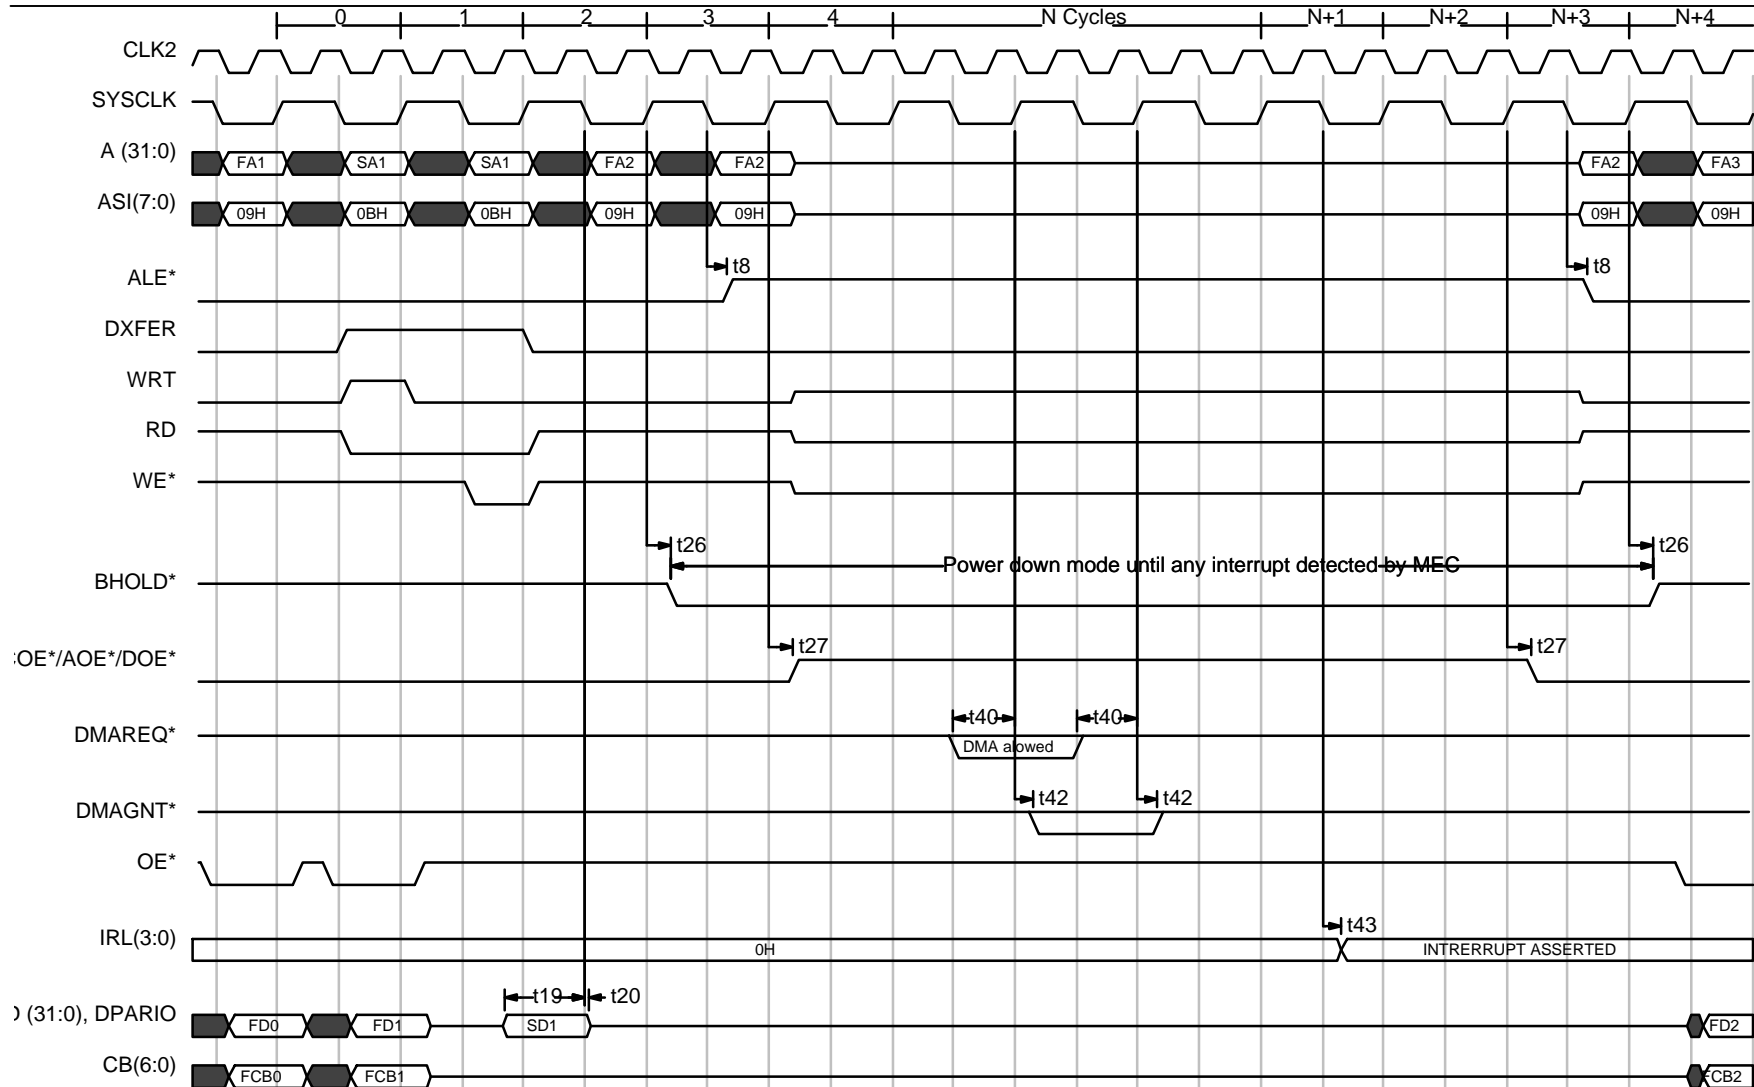 0 1 2 3 4 N Cycles N+1 N+2 N+3 N+4
CLK2
SYSCLK
A (31:0) FA1 SA1 SA1 FA2 FA2 FA2 FA3
ASI(7:0) 09H 0BH 0BH 09H 09H 09H 09H
t8 t8
ALE*
DXFER
WRT
RD
WE*
t26 t26
Power down mode until any interrupt detected by MEC
BHOLD*
t27 t27
OE*/AOE*/DOE*
t40 t40
DMAREQ* DMA alowed
t42 t42
DMAGNT*
OE*
t43
IRL(3:0) 0H INTRERRUPT ASSERTED
t19 t20
(31:0), DPARIO FD0 FD1 SD1 FD2
CB(6:0) FCB0 FCB1 FCB2